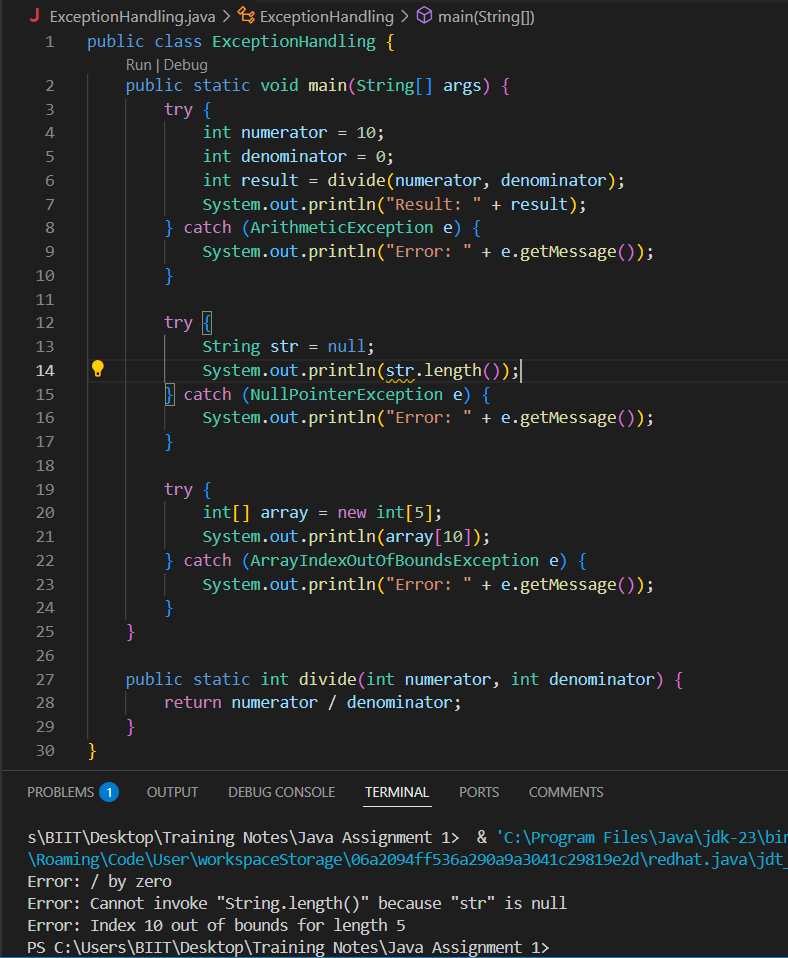 J ExceptionHandling.java > ExceptionHandling > main(String[])
1 public class ExceptionHandling {
Run | Debug
2 public static void main(String[] args) {
3 try {
4 int numerator = 10;
5 int denominator = 0;
6 int result = divide(numerator, denominator);
7 System.out.println("Result: " + result);
8 } catch (ArithmeticException e) {
9 System.out.println("Error: " + e.getMessage());
10 }
11
12 try {
13 String str = null;
14 System.out.println(str.length());
15 } catch (NullPointerException e) {
16 System.out.println("Error: " + e.getMessage());
17 }
18
19 try {
20 int[] array = new int[5];
21 System.out.println(array[10]);
22 } catch (ArrayIndexOutOfBoundsException e) {
23 System.out.println("Error: " + e.getMessage());
24 }
25 }
26
27 public static int divide(int numerator, int denominator) {
28 return numerator / denominator;
29 }
30 }
PROBLEMS 1 OUTPUT DEBUG CONSOLE TERMINAL PORTS COMMENTS
s\BIIT\Desktop\Training Notes\Java Assignment 1> & 'C:\Program Files\Java\jdk-23\bin
\Roaming\Code\User\workspaceStorage\06a2094ff536a290a9a3041c29819e2d\redhat.java\jdt_
Error: / by zero
Error: Cannot invoke "String.length()" because "str" is null
Error: Index 10 out of bounds for length 5
PS C:\Users\BIIT\Desktop\Training Notes\Java Assignment 1>